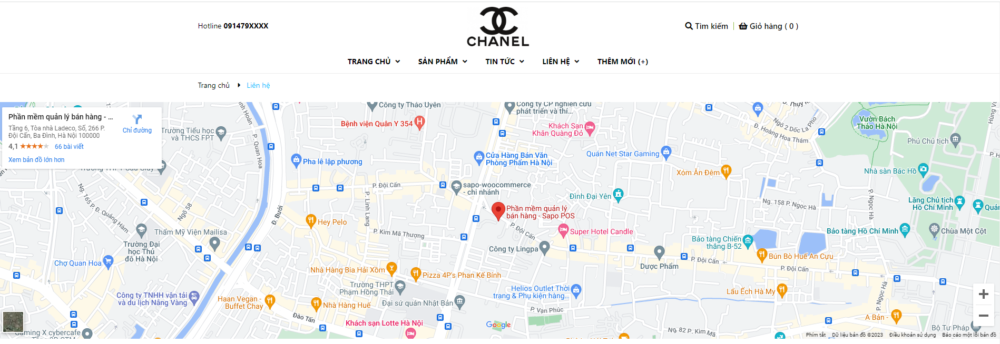 Hotline 091479XXXX
CHANEL
Tìm kiếm
Giỏ hàng ( 0 )
TRANG CHỦ
SẢN PHẨM
TIN TỨC
LIÊN HỆ
THÊM MỚI (+)
Trang chủ
Liên hệ
Phần mềm quản lý bán hàng - ...
Tầng 6, Tòa nhà Ladeco, Số, 266 P.
Đội Cấn, Ba Đình, Hà Nội 100000
4,1
66 bài viết
Xem bản đồ lớn hơn
Chỉ đường
Công ty Thảo Uyên
Công ty CP nghiên cứu
phát triển và thí...
Bệnh viện Quân Y 354
Khách Sạn
Khăn Quàng Đỏ
Trường Tiểu học
và THCS FPT
P. Quan Hoa
Đ. Hoàng Hoa Thám
Ngõ 2 Dốc La Pho
Vườn Bách
Thảo Hà Nội
Phủ Chủ tịch
Pha lê lập phương
Cửa Hàng Bán Văn
Phòng Phẩm Hà Nội
Quán Net Star Gaming
Xóm Ăn Đêm
Nhà sàn Bác Hồ
P. Đội Cấn
sapo-woocommerce
- chi nhánh
Đình Đại Yên
Ng. 165 P. Đ. Quảng Hàm
Ngõ 58
Đ. Bưởi
P. Linh Lang
Phần mềm quản lý
bán hàng - Sapo POS
Ng. 158 P. Ngọc Hà
P. Ngọc Hà
Lăng Chủ tịch
Hồ Chí Minh
Hey Pelo
P. Kim Mã Thượng
P. Đội Cấn
Super Hotel Candle
Thẩm Mỹ Viện Mailisa
Bảo tàng Hồ Chí Minh
Chùa Một Cột
Bảo tàng Chiến
thắng B-52
Trường Đại
học Thủ
đô Hà Nội
Công ty Lingpa
Bún Bò Huế An Cựu
Chợ Quan Hoa
P. Đội Cấn
P. Đội Cấn
Dược Phẩm
Nhà Hàng Bia Hải Xồm
Pizza 4P's Phan Kế Bính
Trường THPT
Phạm Hồng Thái
Helios Outlet Thời
trang & Phụ kiện hàng...
Lẩu Ếch Hà My
P. Ngọc Hà
Công ty TNHH vận tải
và du lịch Nắng Vàng
Haan Vegan -
Buffet Chay
Nhà Hàng Huế
Đại sứ quán Nhật Bản
P. Vạn Phúc
Đào Tấn
Khách sạn Lotte Hà Nội
Google
A Bản -
Gaming X cybercafe
Ng. 82 P. Kim Mã
Bộ Tư Pháp
Phím tắt
Dữ liệu bản đồ ©2023
Điều khoản sử dụng
Báo cáo một lỗi bản đồ